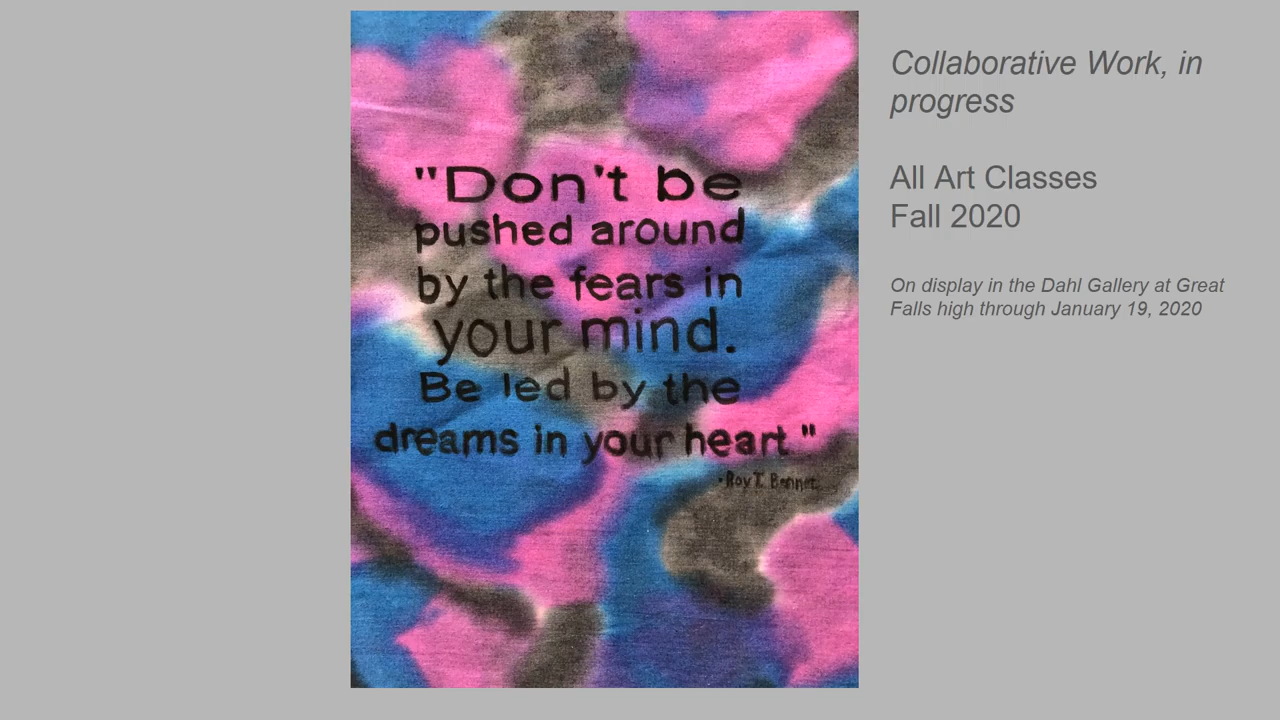 "Don't be
pushed around
by the fears in
your mind.
Be led by the
dreams in your heart."
-Roy T. Bennet
Collaborative Work, in
progress
All Art Classes
Fall 2020
On display in the Dahl Gallery at Great
Falls high through January 19, 2020